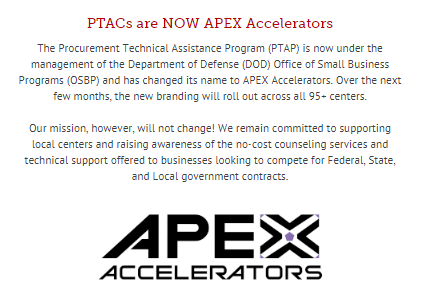 PTACs are NOW APEX Accelerators
The Procurement Technical Assistance Program (PTAP) is now under the
management of the Department of Defense (DOD) Office of Small Business
Programs (OSBP) and has changed its name to APEX Accelerators. Over the next
few months, the new branding will roll out across all 95+ centers.
Our mission, however, will not change! We remain committed to supporting
local centers and raising awareness of the no-cost counseling services and
technical support offered to businesses looking to compete for Federal, State,
and Local government contracts.
APEX
ACCELERATORS